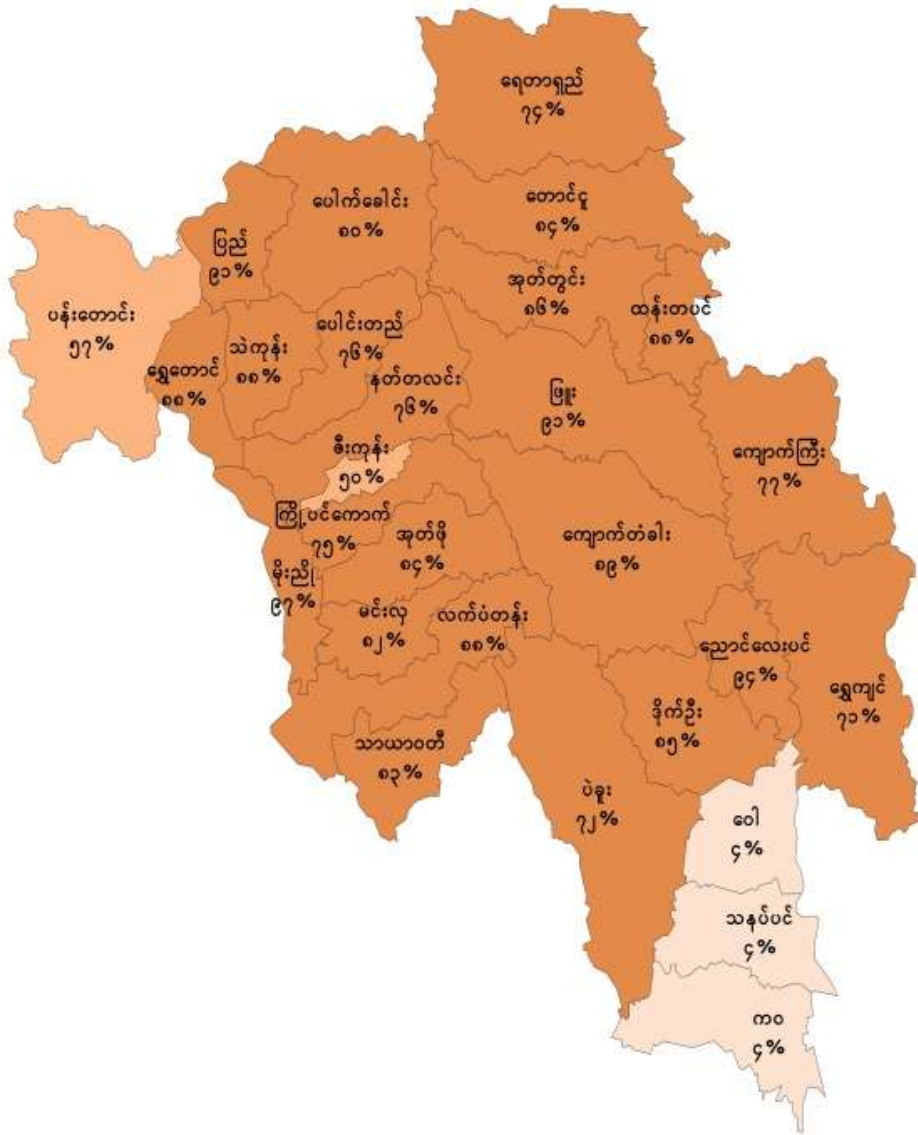 ရေတာရှည်
၇၄%
ပေါက်ခေါင်း
၈၀%
တောင်ငူ
၈၄%
ပြည်
၉၁%
အုတ်တွင်း
၈၆%
ထန်းတပင်
၈၈%
ပန်းတောင်း
၅၇%
ပေါင်းတည်
၇၆%
သဲကုန်း
၈၈%
ရွှေတောင်
၈၈%
နတ်တလင်း
၇၆%
ဖြူး
၉၁%
ကျောက်ကြီး
၇၇%
ဇီးကုန်း
၅၀%
ကြို့ပင်ကောက်
၇၅%
အုတ်ဖို
၈၄%
ကျောက်တံခါး
၈၉%
မိုးညို
၉၇%
မင်းလှ
၈၂%
လက်ပံတန်း
၈၈%
ညောင်လေးပင်
၉၄%
ရွှေကျင်
၇၁%
ဒိုက်ဦး
၈၅%
သာယာဝတီ
၈၃%
ပဲခူး
၇၂%
ဝေါ
၄%
သနပ်ပင်
၄%
ကဝ
၄%